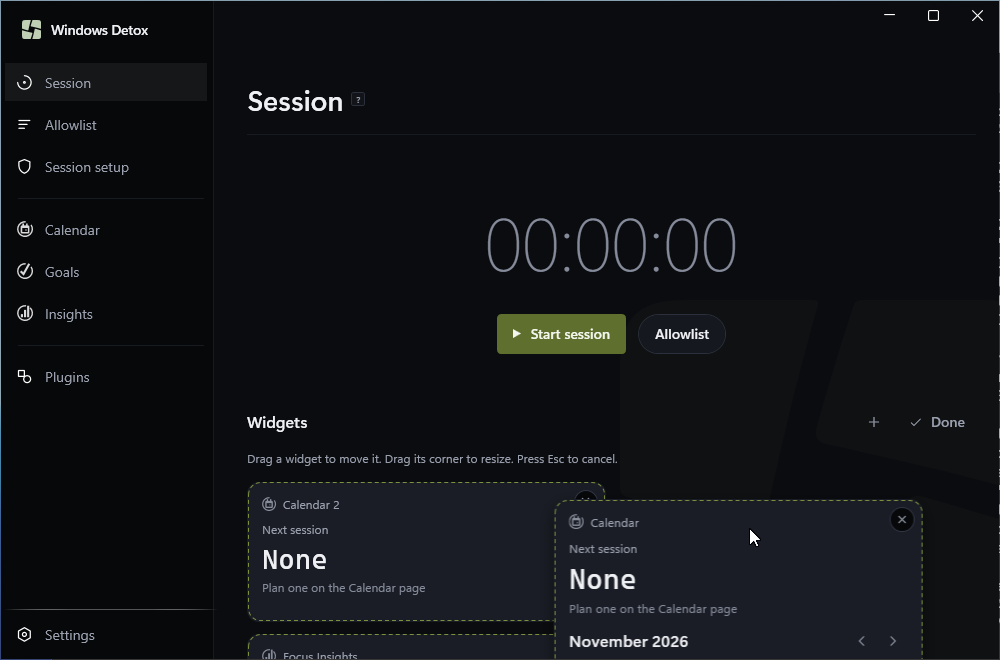 Windows Detox
Session
Allowlist
Session setup
Calendar
Goals
Insights
Plugins
Settings
Session ?
00:00:00
Start session
Allowlist
Widgets
Done
Drag a widget to move it. Drag its corner to resize. Press Esc to cancel.
Calendar 2
Next session
None
Plan one on the Calendar page
Focus Insights
Calendar
Next session
None
Plan one on the Calendar page
November 2026